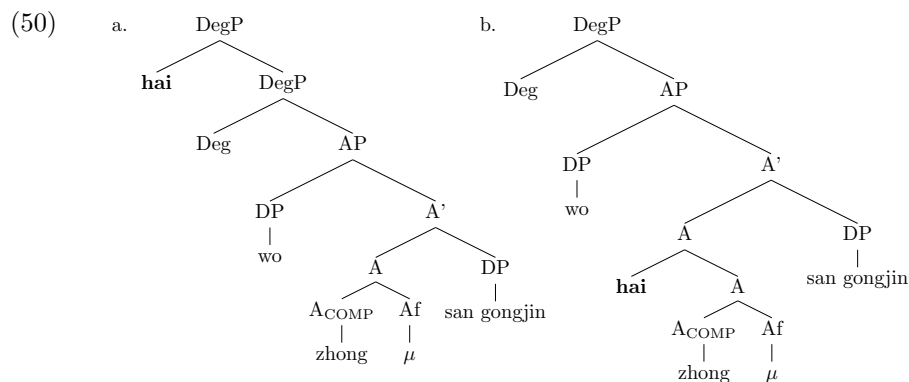 (50) a. DegP b. DegP
hai DegP Deg AP
Deg AP DP A'
wo
DP A' A DP
wo A DP hai A san gongjin
A_COMP Af san gongjin A_COMP Af
zhong μ zhong μ